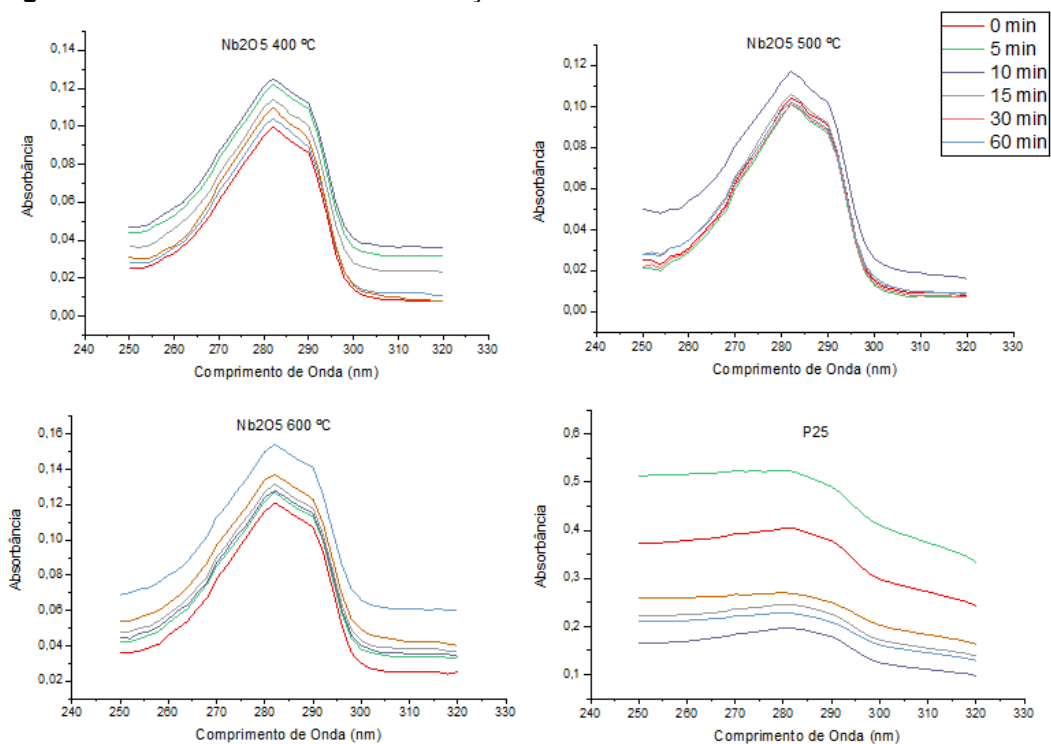 Nb2O5 400 ºC
Absorbância
0,14
0,12
0,10
0,08
0,06
0,04
0,02
0,00
240 250 260 270 280 290 300 310 320 330
Comprimento de Onda (nm)
Nb2O5 500 ºC
Absorbância
0,12
0,10
0,08
0,06
0,04
0,02
0,00
240 250 260 270 280 290 300 310 320 330
Comprimento de Onda (nm)
0 min
5 min
10 min
15 min
30 min
60 min
Nb2O5 600 ºC
Absorbância
0,16
0,14
0,12
0,10
0,08
0,06
0,04
0,02
240 250 260 270 280 290 300 310 320 330
Comprimento de Onda (nm)
P25
Absorbância
0,6
0,5
0,4
0,3
0,2
0,1
240 250 260 270 280 290 300 310 320 330
Comprimento de Onda (nm)